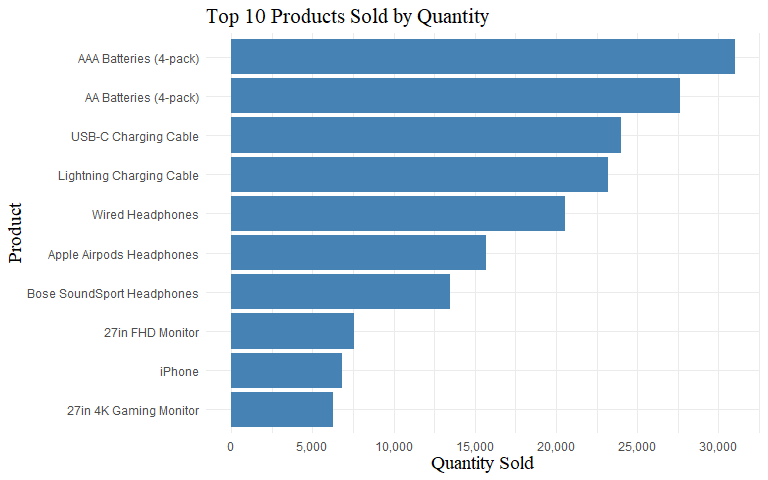 Top 10 Products Sold by Quantity
Product
AAA Batteries (4-pack)
AA Batteries (4-pack)
USB-C Charging Cable
Lightning Charging Cable
Wired Headphones
Apple Airpods Headphones
Bose SoundSport Headphones
27in FHD Monitor
iPhone
27in 4K Gaming Monitor
0 5,000 10,000 15,000 20,000 25,000 30,000
Quantity Sold